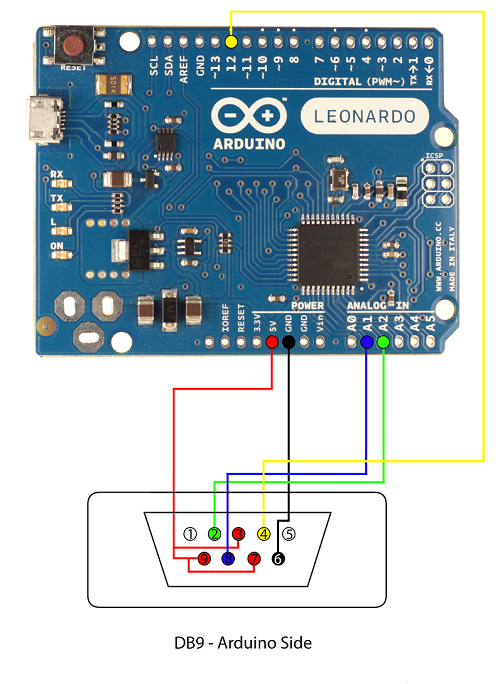 RESET
SCL
SDA
AREF
GND
~13
12
~11
~10
~9
8
7
~6
~5
4
~3
2
TX→1
RX←0
DIGITAL (PWM~)
ARDUINO
LEONARDO
ICSP
RX
TX
L
ON
WWW.ARDUINO.CC
MADE IN ITALY
POWER
ANALOG IN
IOREF
RESET
3.3V
5V
GND
GND
Vin
A0
A1
A2
A3
A4
A5
1 2 3 4 5
9 8 7 6
DB9 - Arduino Side